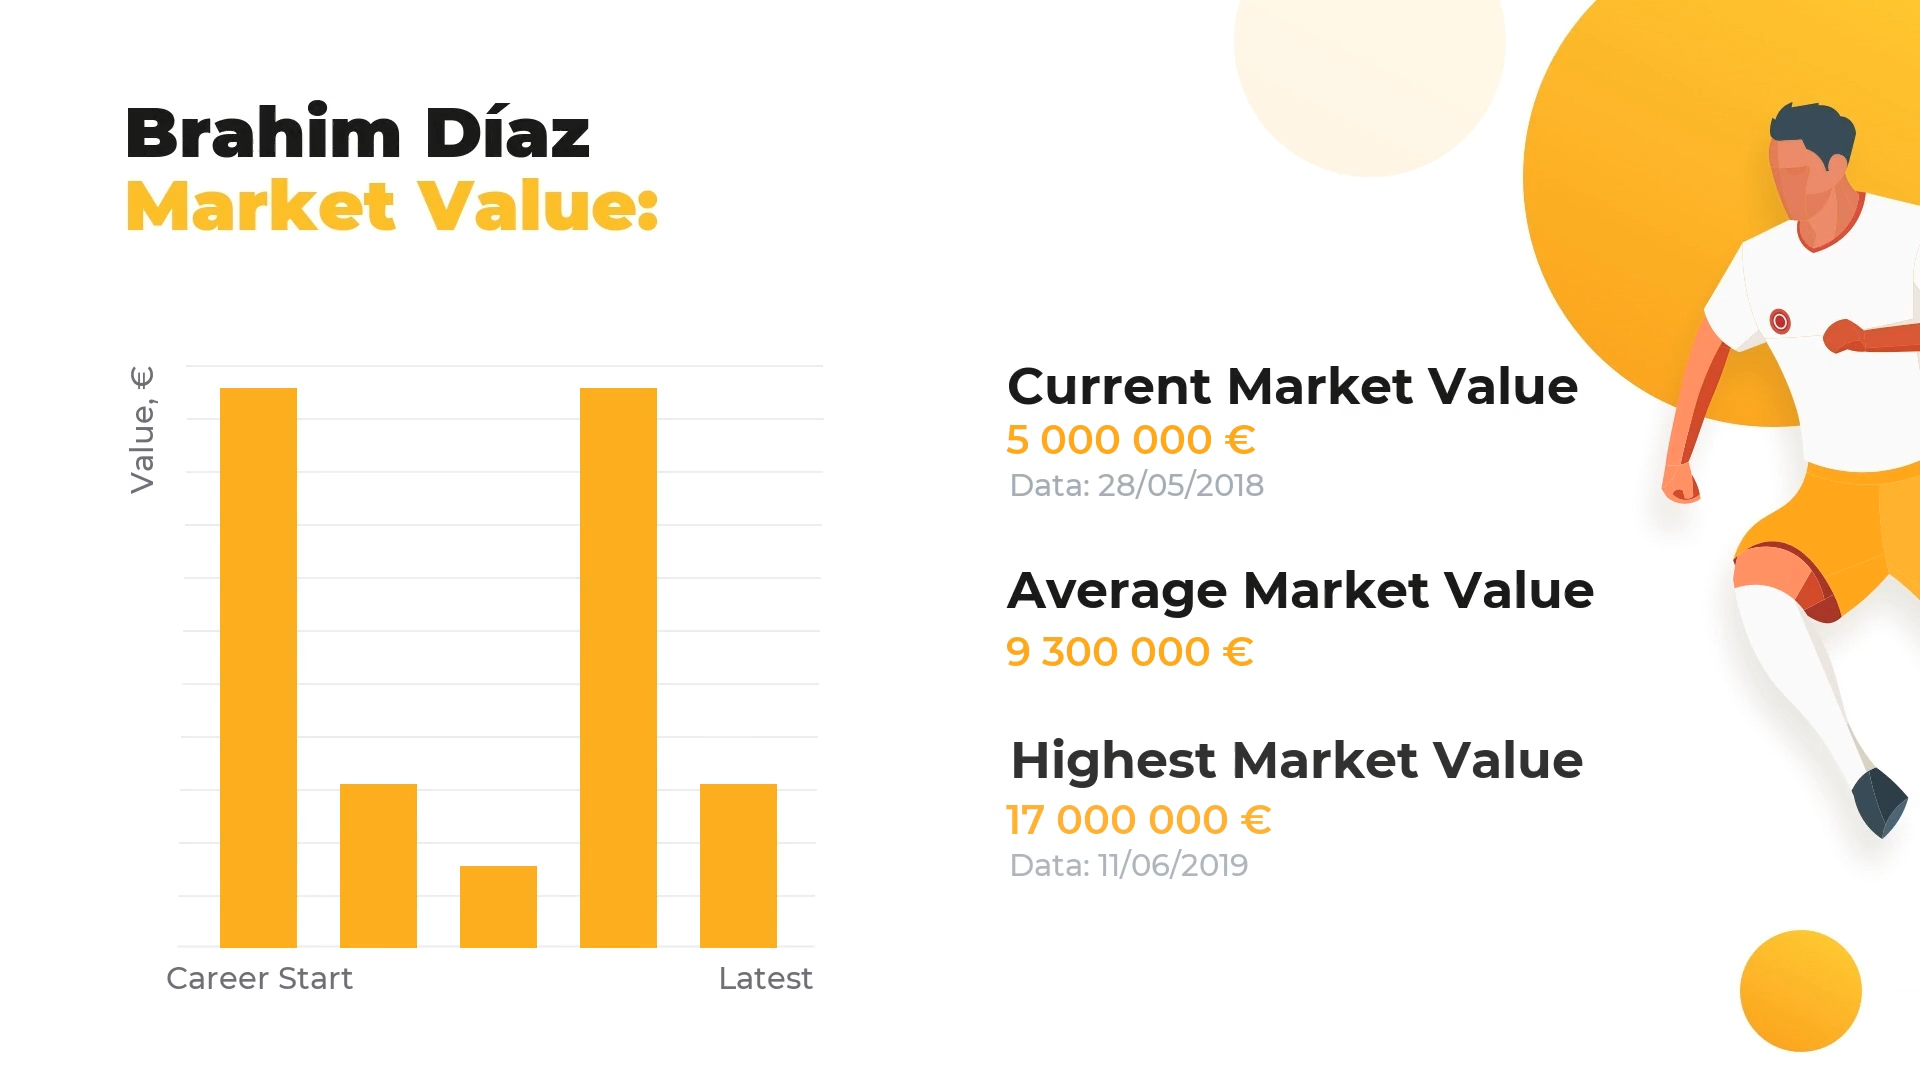 Brahim Díaz
Market Value:
Value, €
Career Start
Latest
Current Market Value
5 000 000 €
Data: 28/05/2018
Average Market Value
9 300 000 €
Highest Market Value
17 000 000 €
Data: 11/06/2019